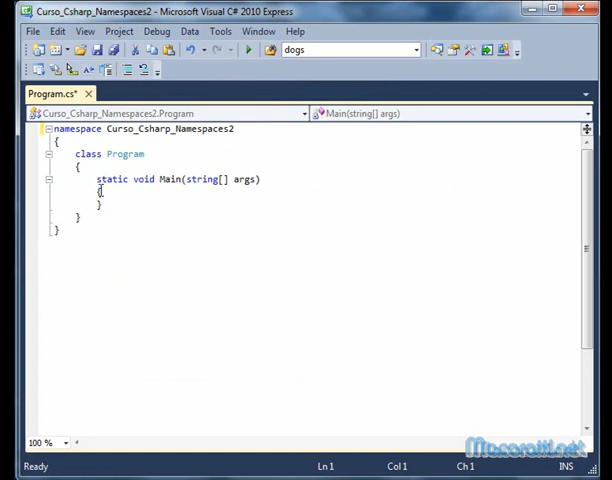 Curso_Csharp_Namespaces2 - Microsoft Visual C# 2010 Express
File Edit View Project Debug Data Tools Window Help
dogs
Program.cs*
Curso_Csharp_Namespaces2.Program Main(string[] args)
namespace Curso_Csharp_Namespaces2
{
class Program
{
static void Main(string[] args)
{
}
}
}
100 %
Macoratti.net
Ready Ln 1 Col 1 Ch 1